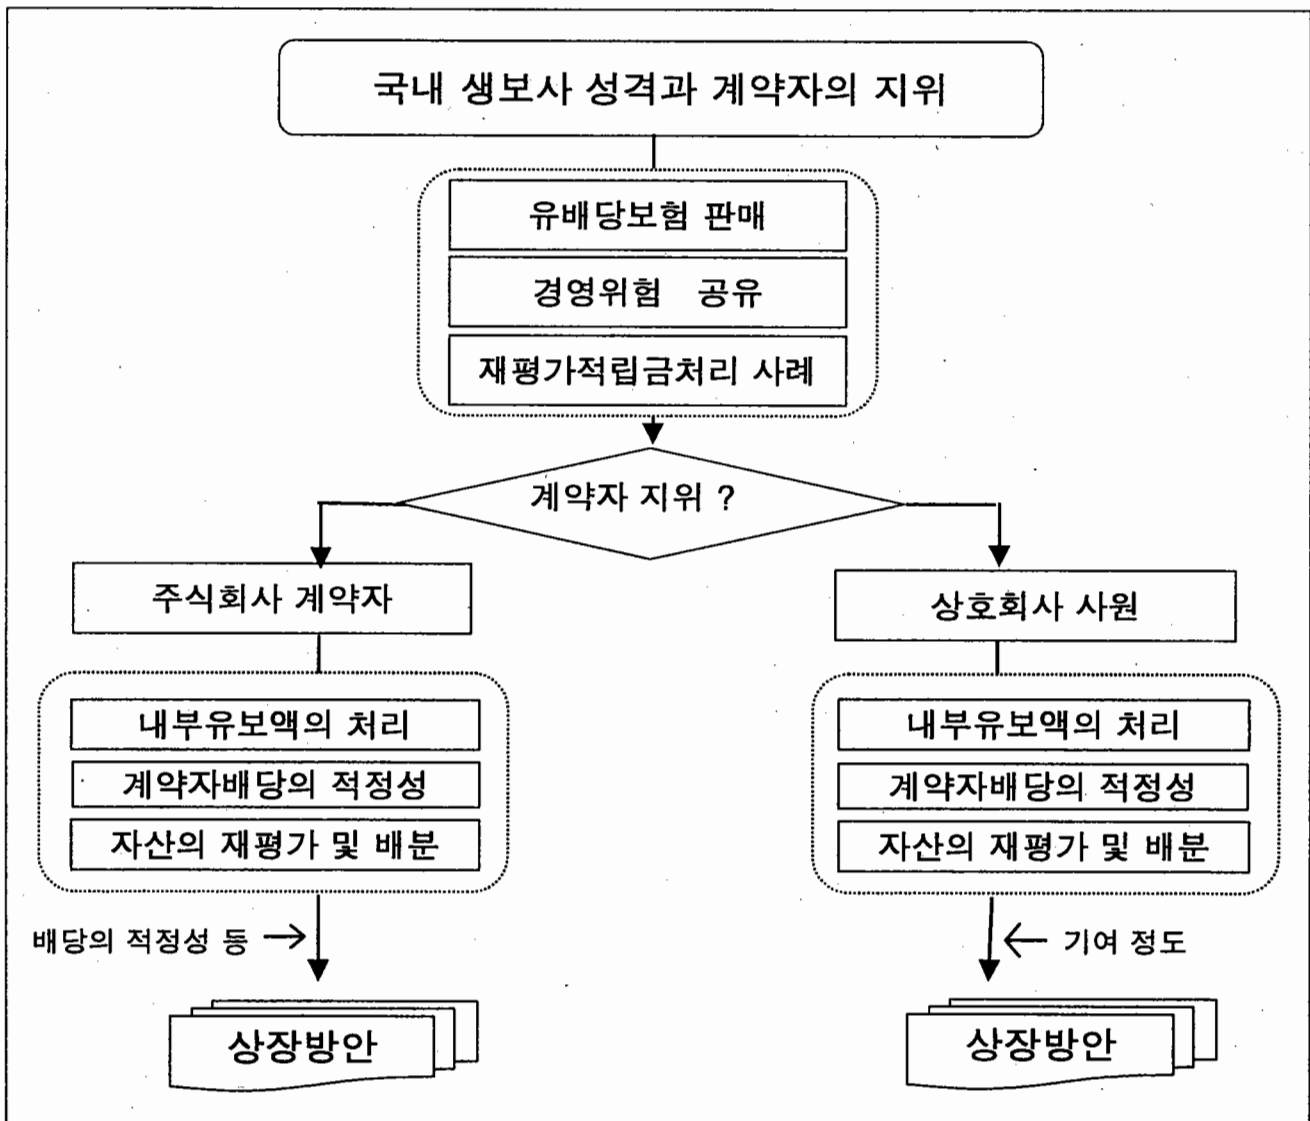 국내 생보사 성격과 계약자의 지위
유배당보험 판매
경영위험 공유
재평가적립금처리 사례
계약자 지위 ?
주식회사 계약자
내부유보액의 처리
계약자배당의 적정성
자산의 재평가 및 배분
배당의 적정성 등
상장방안
상호회사 사원
내부유보액의 처리
계약자배당의 적정성
자산의 재평가 및 배분
기여 정도
상장방안